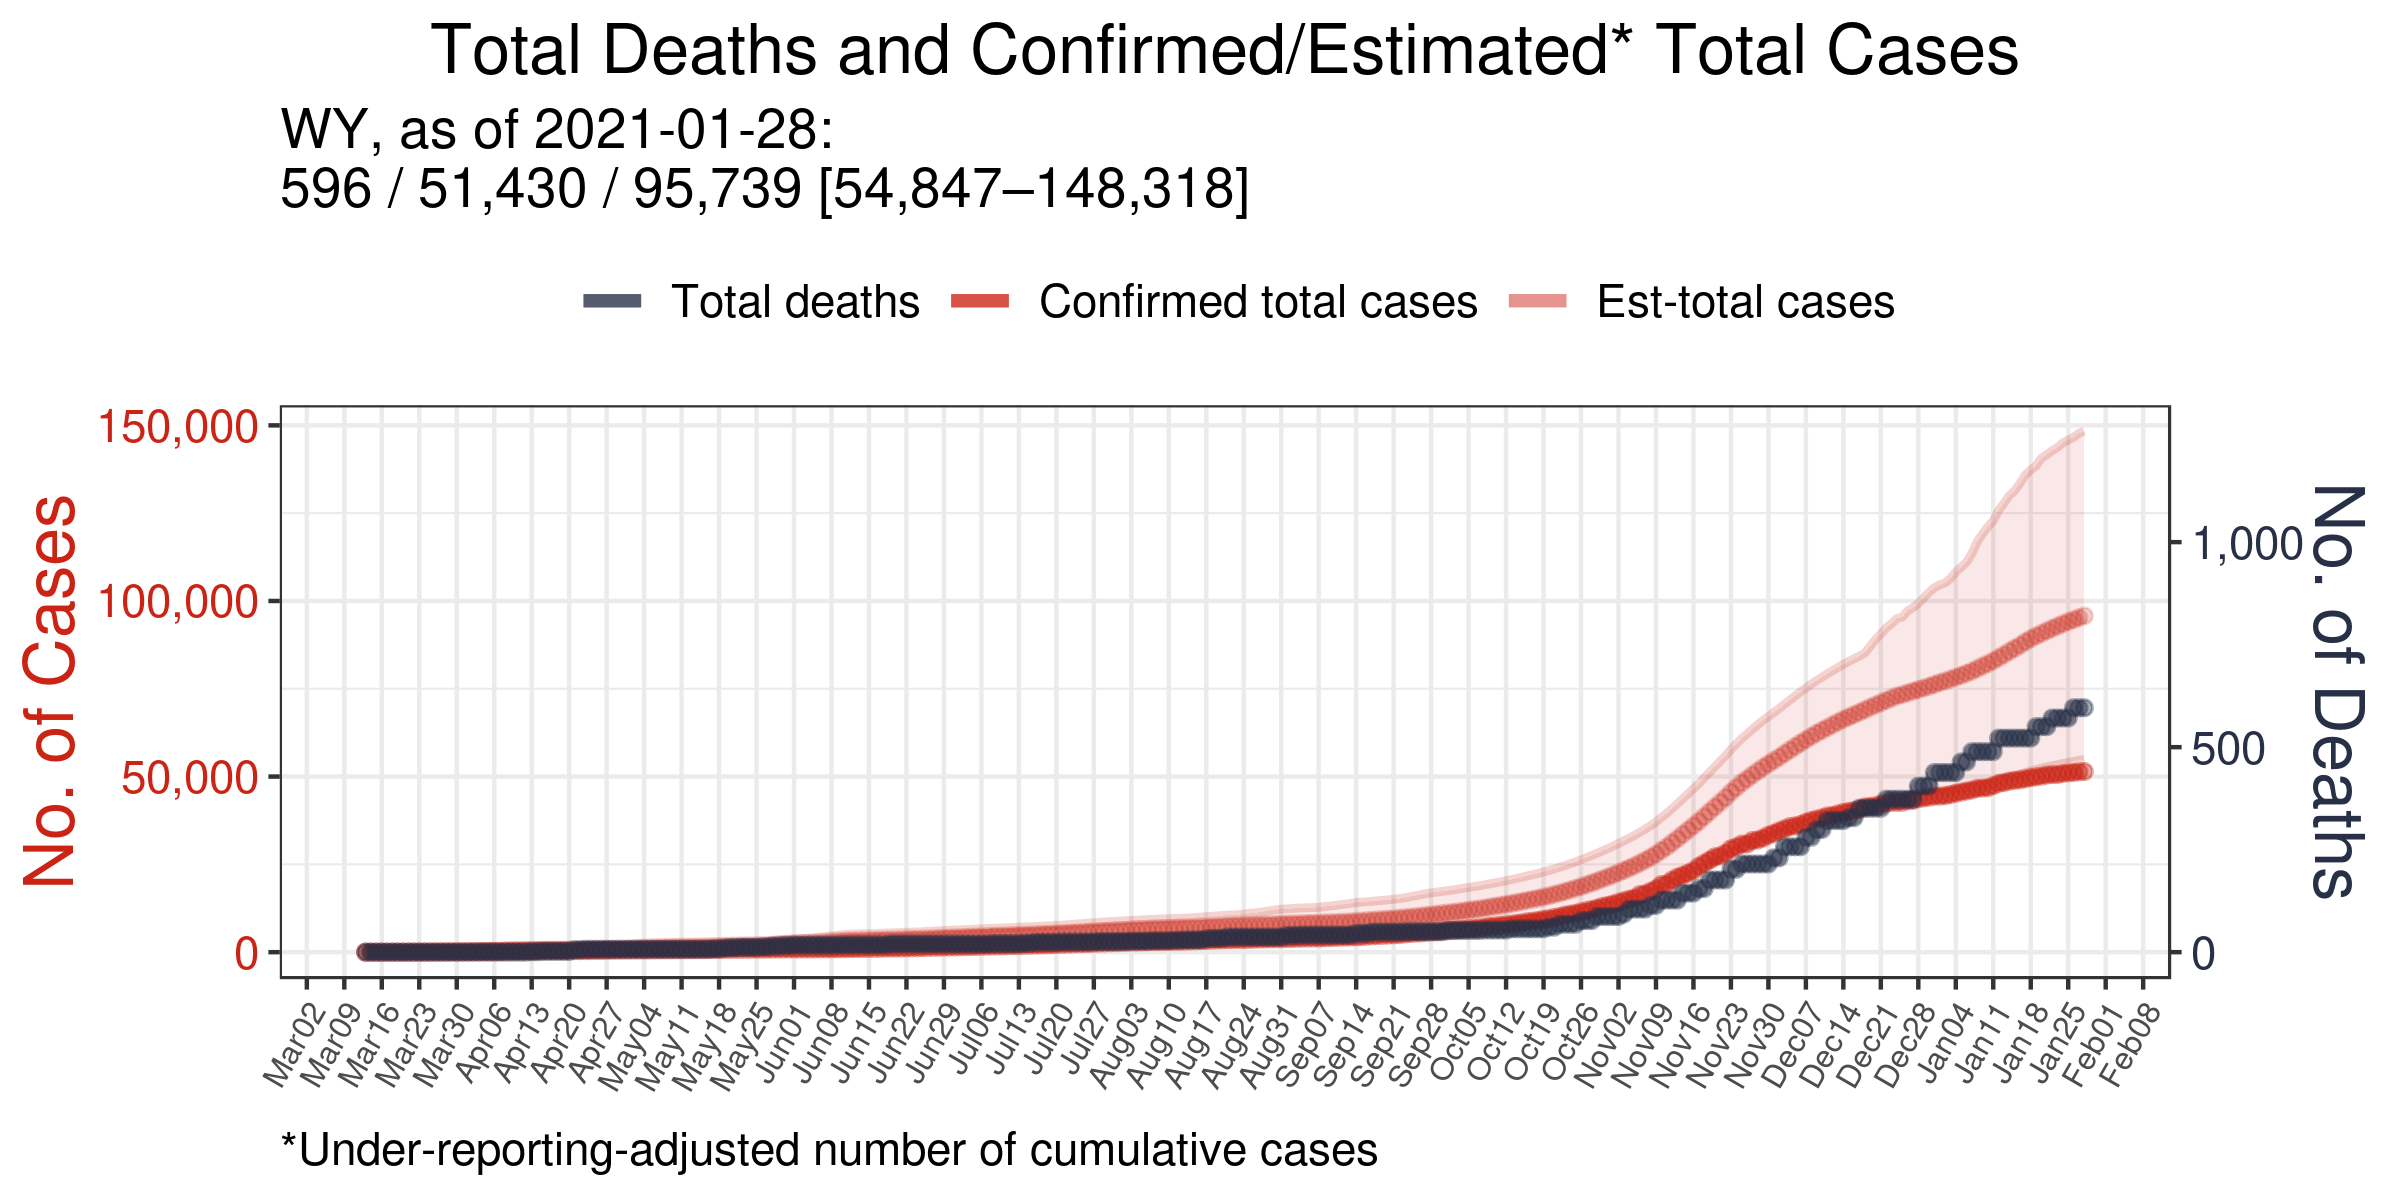 Total Deaths and Confirmed/Estimated* Total Cases
WY, as of 2021-01-28:
596 / 51,430 / 95,739 [54,847–148,318]
Total deaths
Confirmed total cases
Est-total cases
No. of Cases
150,000
100,000
50,000
0
No. of Deaths
1,000
500
0
Mar02
Mar09
Mar16
Mar23
Mar30
Apr06
Apr13
Apr20
Apr27
May04
May11
May18
May25
Jun01
Jun08
Jun15
Jun22
Jun29
Jul06
Jul13
Jul20
Jul27
Aug03
Aug10
Aug17
Aug24
Aug31
Sep07
Sep14
Sep21
Sep28
Oct05
Oct12
Oct19
Oct26
Nov02
Nov09
Nov16
Nov23
Nov30
Dec07
Dec14
Dec21
Dec28
Jan04
Jan11
Jan18
Jan25
Feb01
Feb08
*Under-reporting-adjusted number of cumulative cases